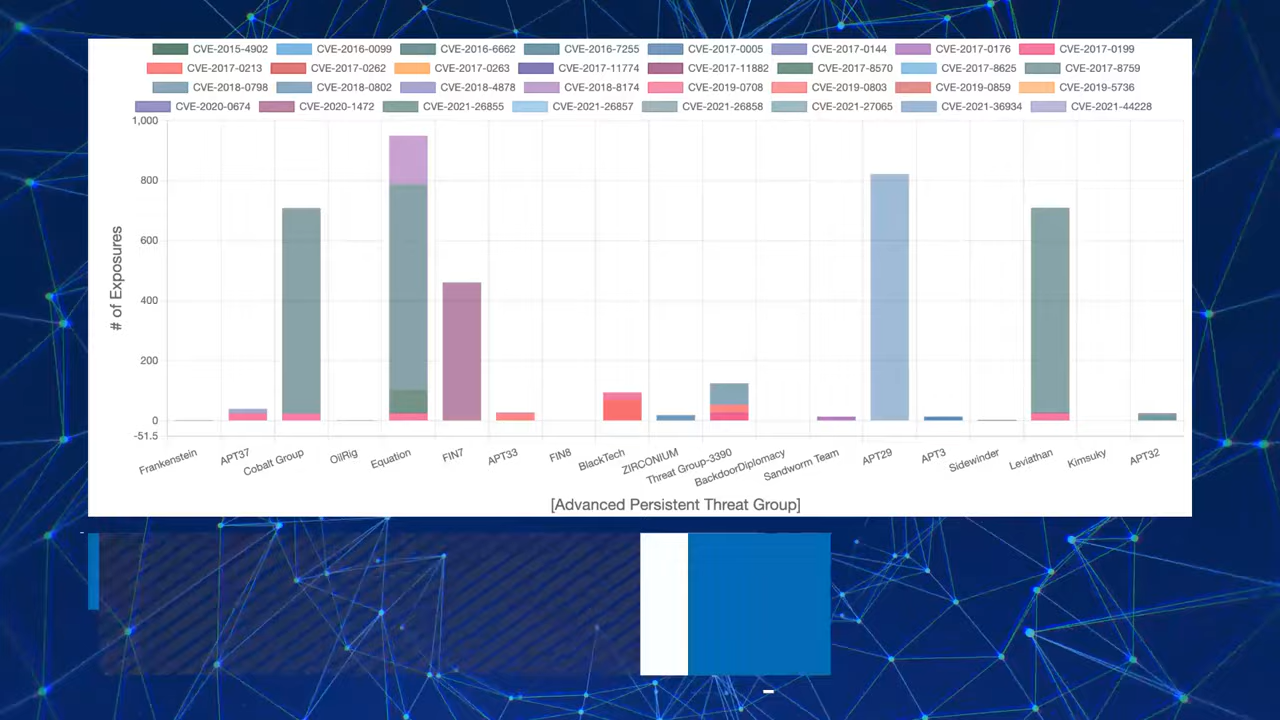 CVE-2015-4902 CVE-2016-0099 CVE-2016-6662 CVE-2016-7255 CVE-2017-0005 CVE-2017-0144 CVE-2017-0176 CVE-2017-0199
CVE-2017-0213 CVE-2017-0262 CVE-2017-0263 CVE-2017-11774 CVE-2017-11882 CVE-2017-8570 CVE-2017-8625 CVE-2017-8759
CVE-2018-0798 CVE-2018-0802 CVE-2018-4878 CVE-2018-8174 CVE-2019-0708 CVE-2019-0803 CVE-2019-0859 CVE-2019-5736
CVE-2020-0674 CVE-2020-1472 CVE-2021-26855 CVE-2021-26857 CVE-2021-26858 CVE-2021-27065 CVE-2021-36934 CVE-2021-44228
1,000
800
600
400
200
0
-51.5
# of Exposures
Frankenstein APT37 Cobalt Group OilRig Equation FIN7 APT33 FIN8 BlackTech ZIRCONIUM Threat Group-3390 BackdoorDiplomacy Sandworm Team APT29 APT3 Sidewinder Leviathan Kimsuky APT32
[Advanced Persistent Threat Group]